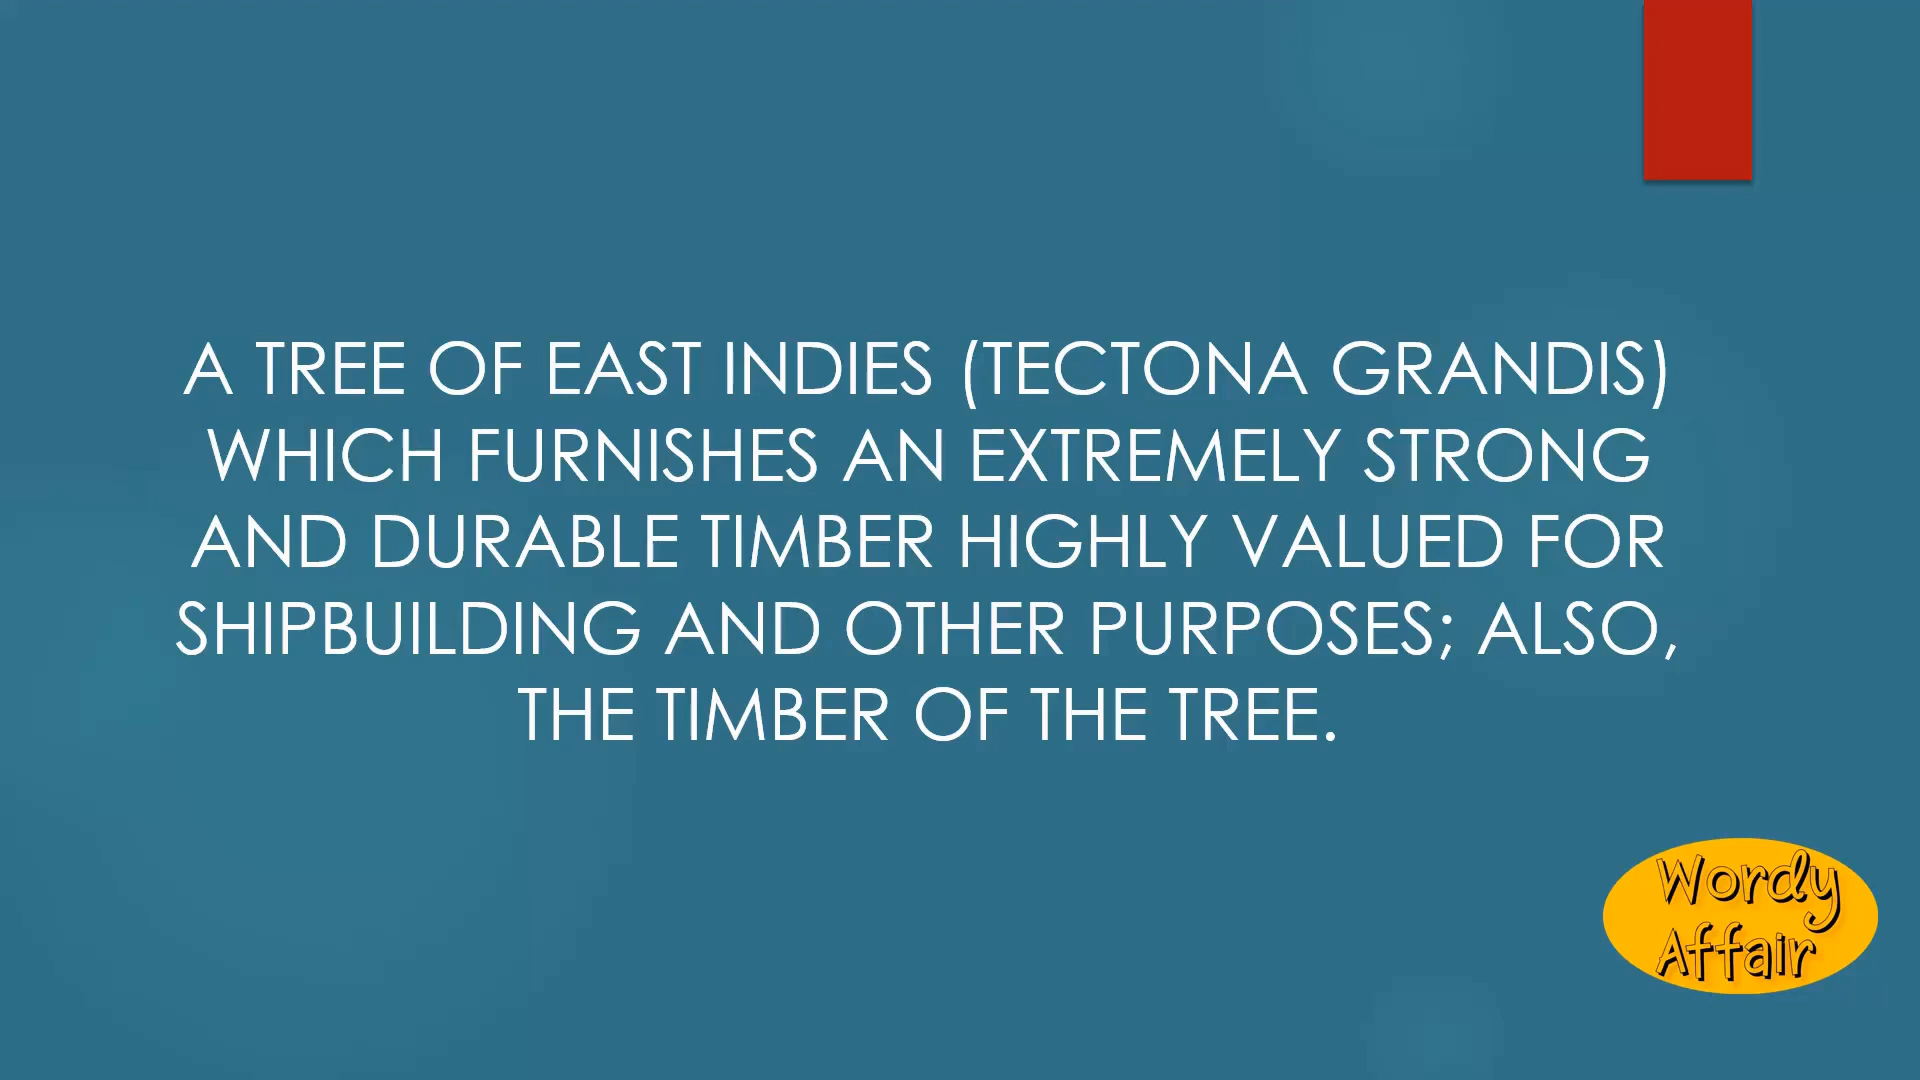 A TREE OF EAST INDIES (TECTONA GRANDIS)
WHICH FURNISHES AN EXTREMELY STRONG
AND DURABLE TIMBER HIGHLY VALUED FOR
SHIPBUILDING AND OTHER PURPOSES; ALSO,
THE TIMBER OF THE TREE.
Wordy
Affair